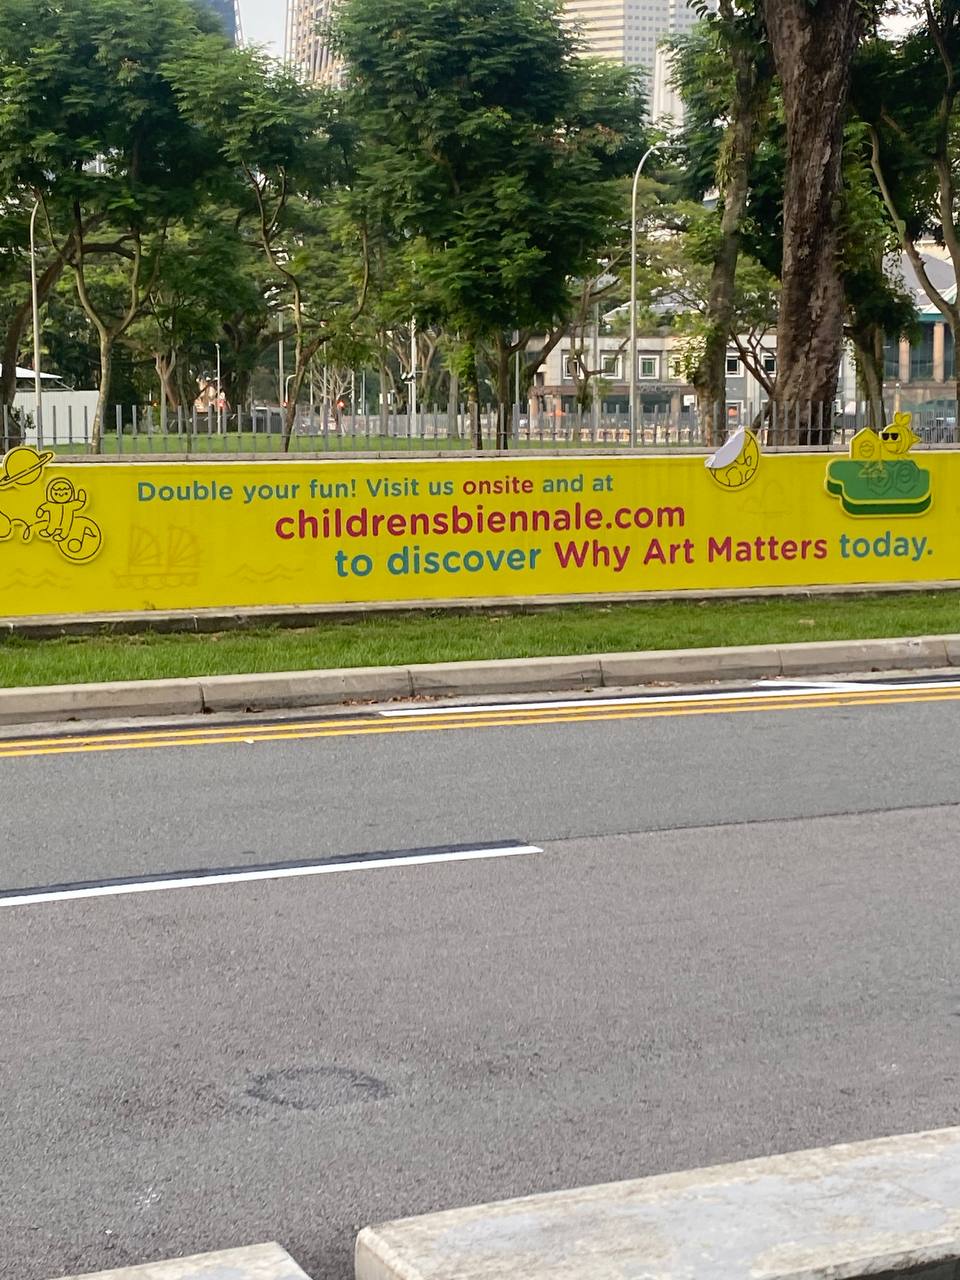 Double your fun! Visit us onsite and at
childrensbiennale.com
to discover Why Art Matters today.